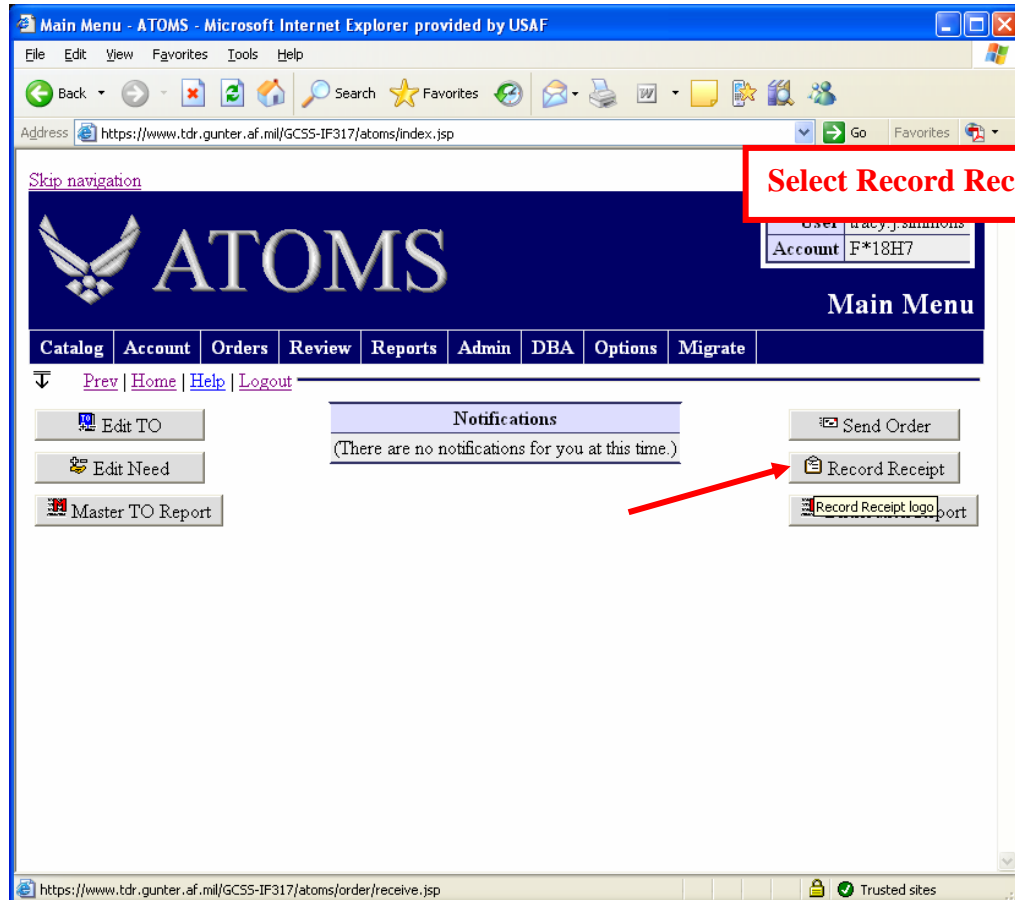 Main Menu - ATOMS - Microsoft Internet Explorer provided by USAF
File Edit View Favorites Tools Help
Back Search Favorites
Address https://www.tdr.gunter.af.mil/GCSS-IF317/atoms/index.jsp Go Favorites
Select Record Rec
Skip navigation
User tracy.j.simmons
ATOMS
Account F*18H7
Main Menu
Catalog Account Orders Review Reports Admin DBA Options Migrate
Prev | Home | Help | Logout
Edit TO
Notifications
Send Order
(There are no notifications for you at this time.)
Edit Need
Record Receipt
Master TO Report
Record Receipt logo
port
https://www.tdr.gunter.af.mil/GCSS-IF317/atoms/order/receive.jsp Trusted sites